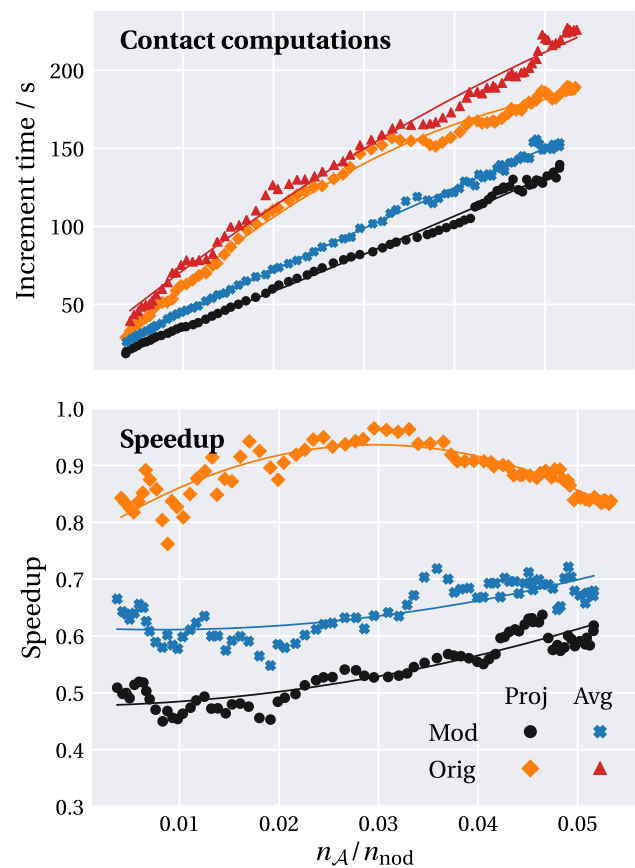 Contact computations
Increment time / s
200
150
100
50
Speedup
Speedup
1.0
0.9
0.8
0.7
0.6
0.5
0.4
0.3
Proj Avg
Mod
Orig
0.01 0.02 0.03 0.04 0.05
n𝒜/nnod